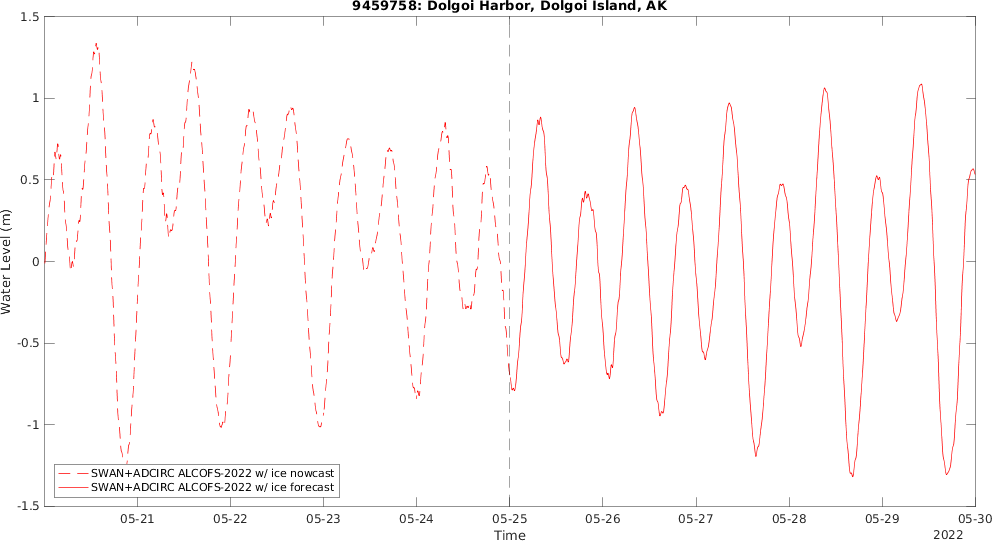 9459758: Dolgoi Harbor, Dolgoi Island, AK
1.5
1
0.5
0
-0.5
-1
-1.5
Water Level (m)
SWAN+ADCIRC ALCOFS-2022 w/ ice nowcast
SWAN+ADCIRC ALCOFS-2022 w/ ice forecast
05-21 05-22 05-23 05-24 05-25 05-26 05-27 05-28 05-29 05-30
Time
2022